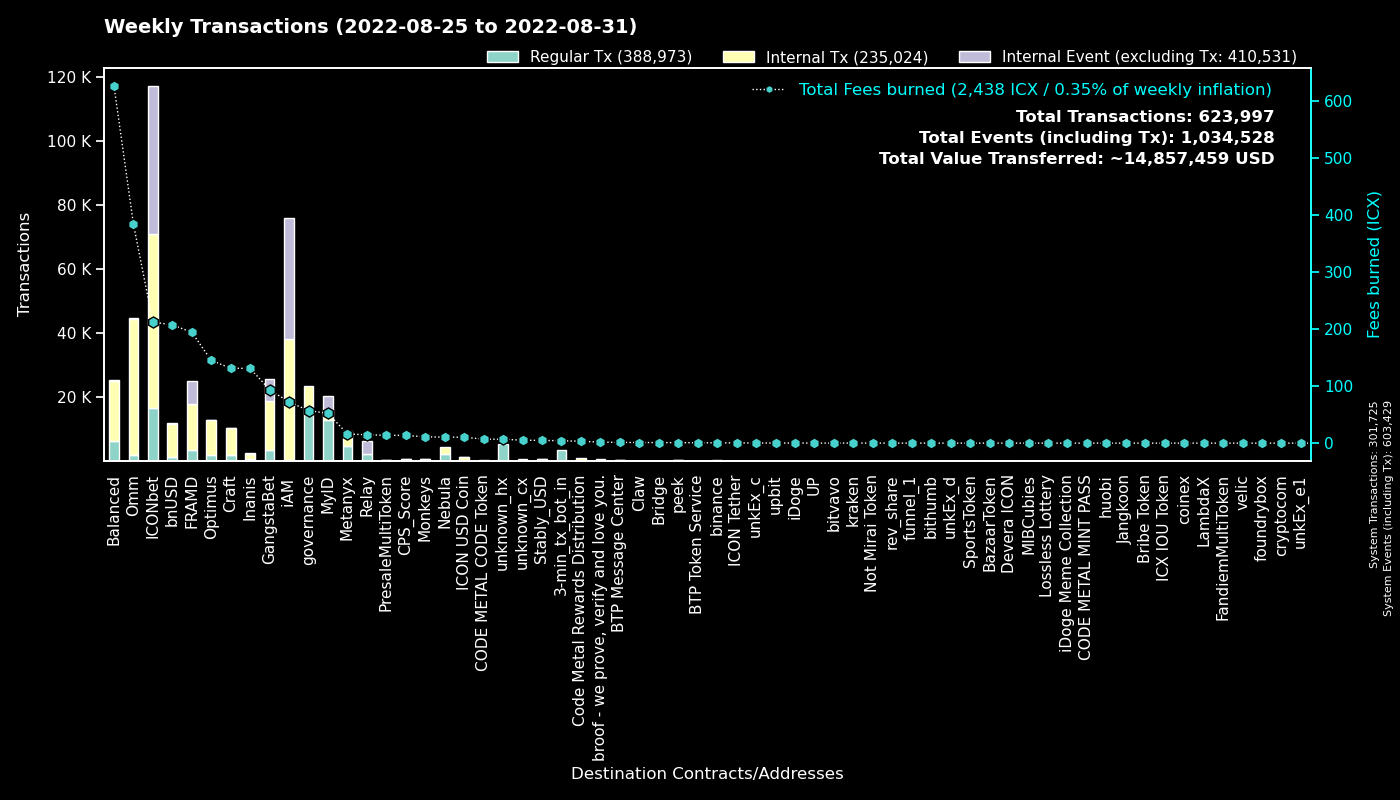 Weekly Transactions (2022-08-25 to 2022-08-31)
Regular Tx (388,973)
Internal Tx (235,024)
Internal Event (excluding Tx: 410,531)
Total Fees burned (2,438 ICX / 0.35% of weekly inflation)
Total Transactions: 623,997
Total Events (including Tx): 1,034,528
Total Value Transferred: ~14,857,459 USD
Transactions
120 K
100 K
80 K
60 K
40 K
20 K
600
500
400
300
200
100
0
Fees burned (ICX)
System Transactions: 301,725
System Events (including Tx): 603,429
Balanced
Omm
ICONbet
bnUSD
FRAMD
Optimus
Craft
Inanis
GangstaBet
iAM
governance
MyID
Metanyx
Relay
PresaleMultiToken
CPS_Score
Monkeys
Nebula
ICON USD Coin
CODE METAL CODE Token
unknown_hx
unknown_cx
Stably_USD
3-min_tx_bot_in
Code Metal Rewards Distribution
broof - we prove, verify and love you.
BTP Message Center
Claw
Bridge
peek
BTP Token Service
binance
ICON Tether
unkEx_c
upbit
iDoge
UP
bitvavo
kraken
Not Mirai Token
rev_share
funnel_1
bithumb
unkEx_d
SportsToken
BazaarToken
Devera ICON
MIBCubies
Lossless Lottery
iDoge Meme Collection
CODE METAL MINT PASS
huobi
Jangkoon
Bribe Token
ICX IOU Token
coinex
LambdaX
FandiemMultiToken
velic
foundrybox
cryptocom
unkEx_e1
Destination Contracts/Addresses